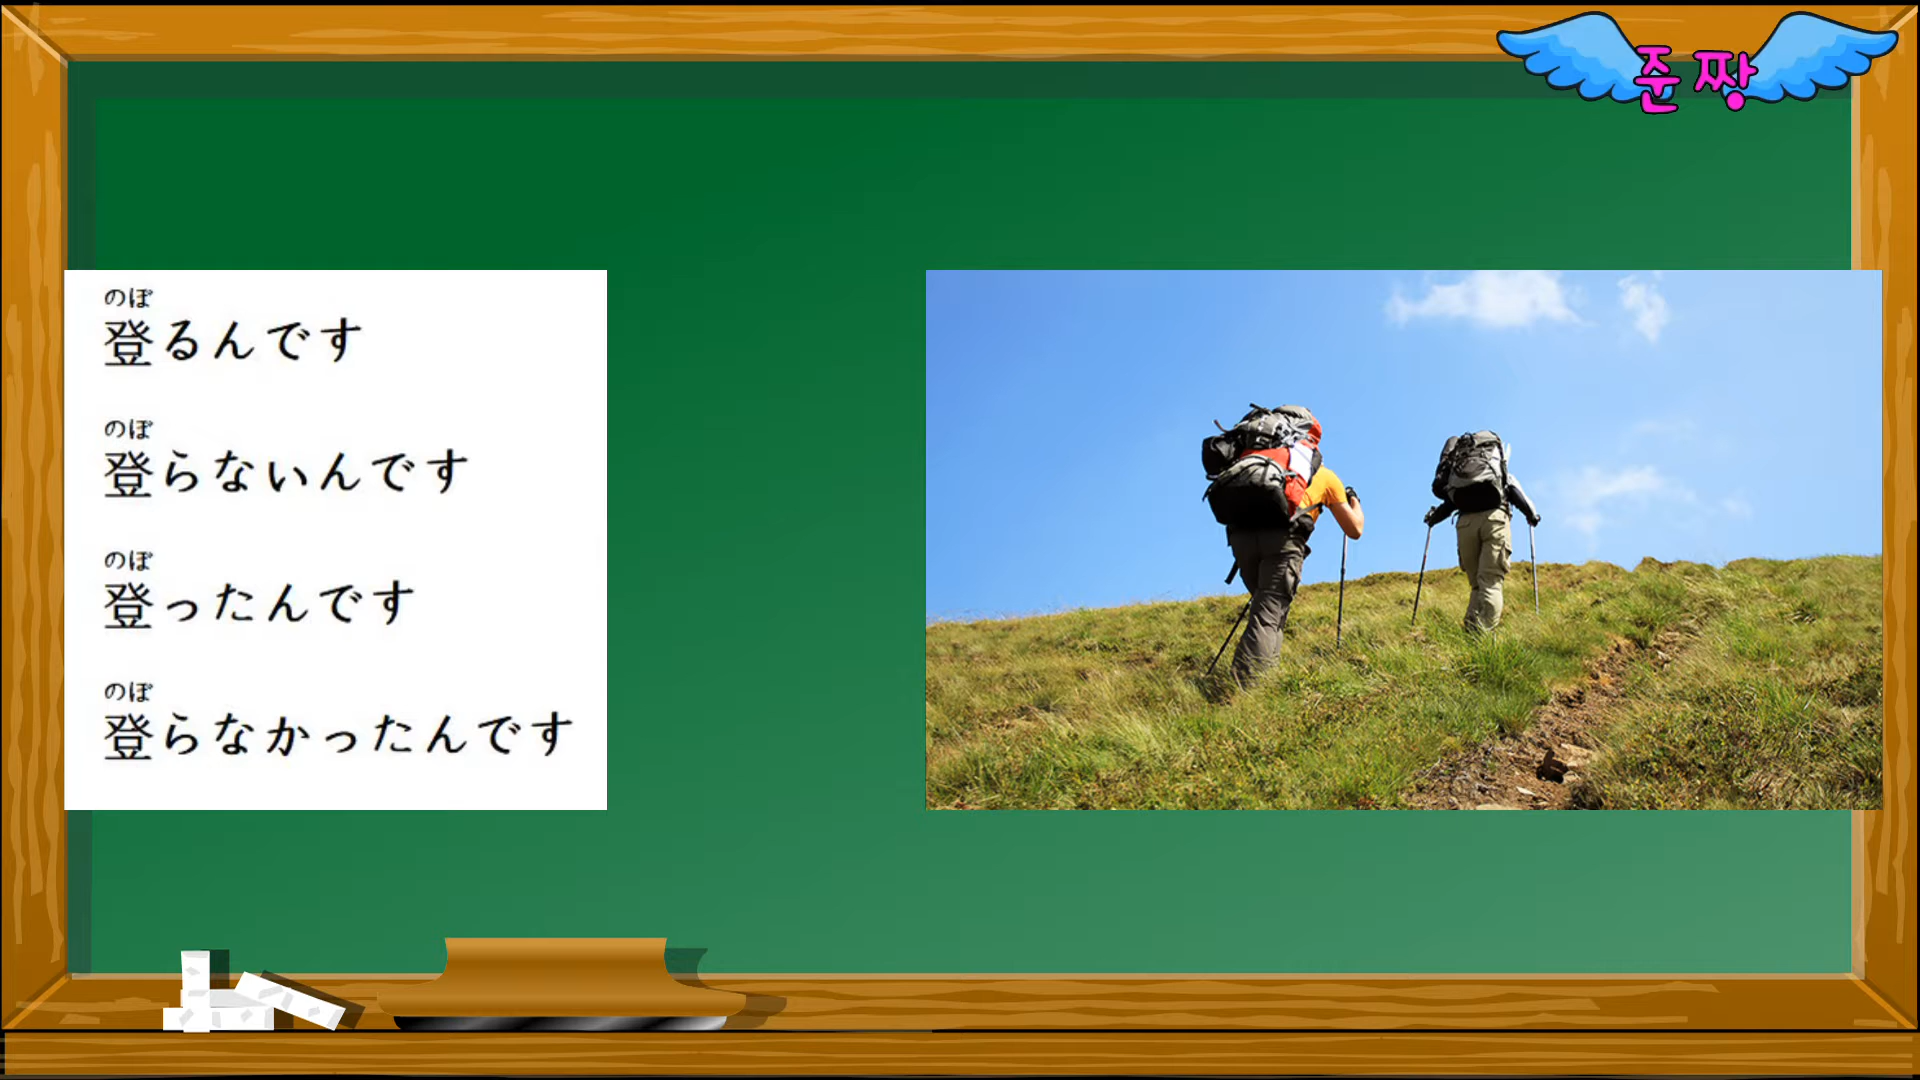 준짱
のぼ
登るんです
のぼ
登らないんです
のぼ
登ったんです
のぼ
登らなかったんです